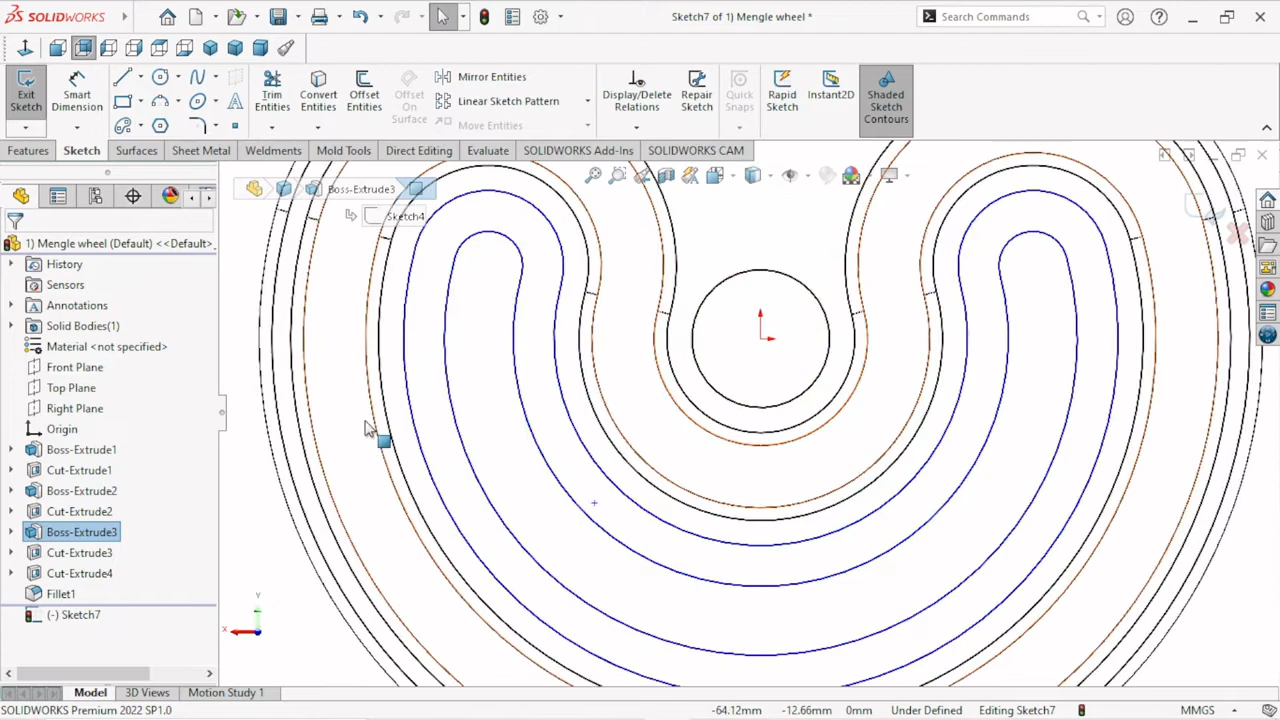 SOLIDWORKS
Sketch7 of 1) Mengle wheel *
Search Commands
Exit Sketch
Smart Dimension
Trim Entities
Convert Entities
Offset Entities
Offset On Surface
Mirror Entities
Linear Sketch Pattern
Move Entities
Display/Delete Relations
Repair Sketch
Quick Snaps
Rapid Sketch
Instant2D
Shaded Sketch Contours
Features
Sketch
Surfaces
Sheet Metal
Weldments
Mold Tools
Direct Editing
Evaluate
SOLIDWORKS Add-Ins
SOLIDWORKS CAM
Boss-Extrude3
Sketch4
1) Mengle wheel (Default) <<Default>_
History
Sensors
Annotations
Solid Bodies(1)
Material <not specified>
Front Plane
Top Plane
Right Plane
Origin
Boss-Extrude1
Cut-Extrude1
Boss-Extrude2
Cut-Extrude2
Boss-Extrude3
Cut-Extrude3
Cut-Extrude4
Fillet1
(-) Sketch7
Y
X
Model
3D Views
Motion Study 1
SOLIDWORKS Premium 2022 SP1.0
-64.12mm
-12.66mm
0mm
Under Defined
Editing Sketch7
MMGS